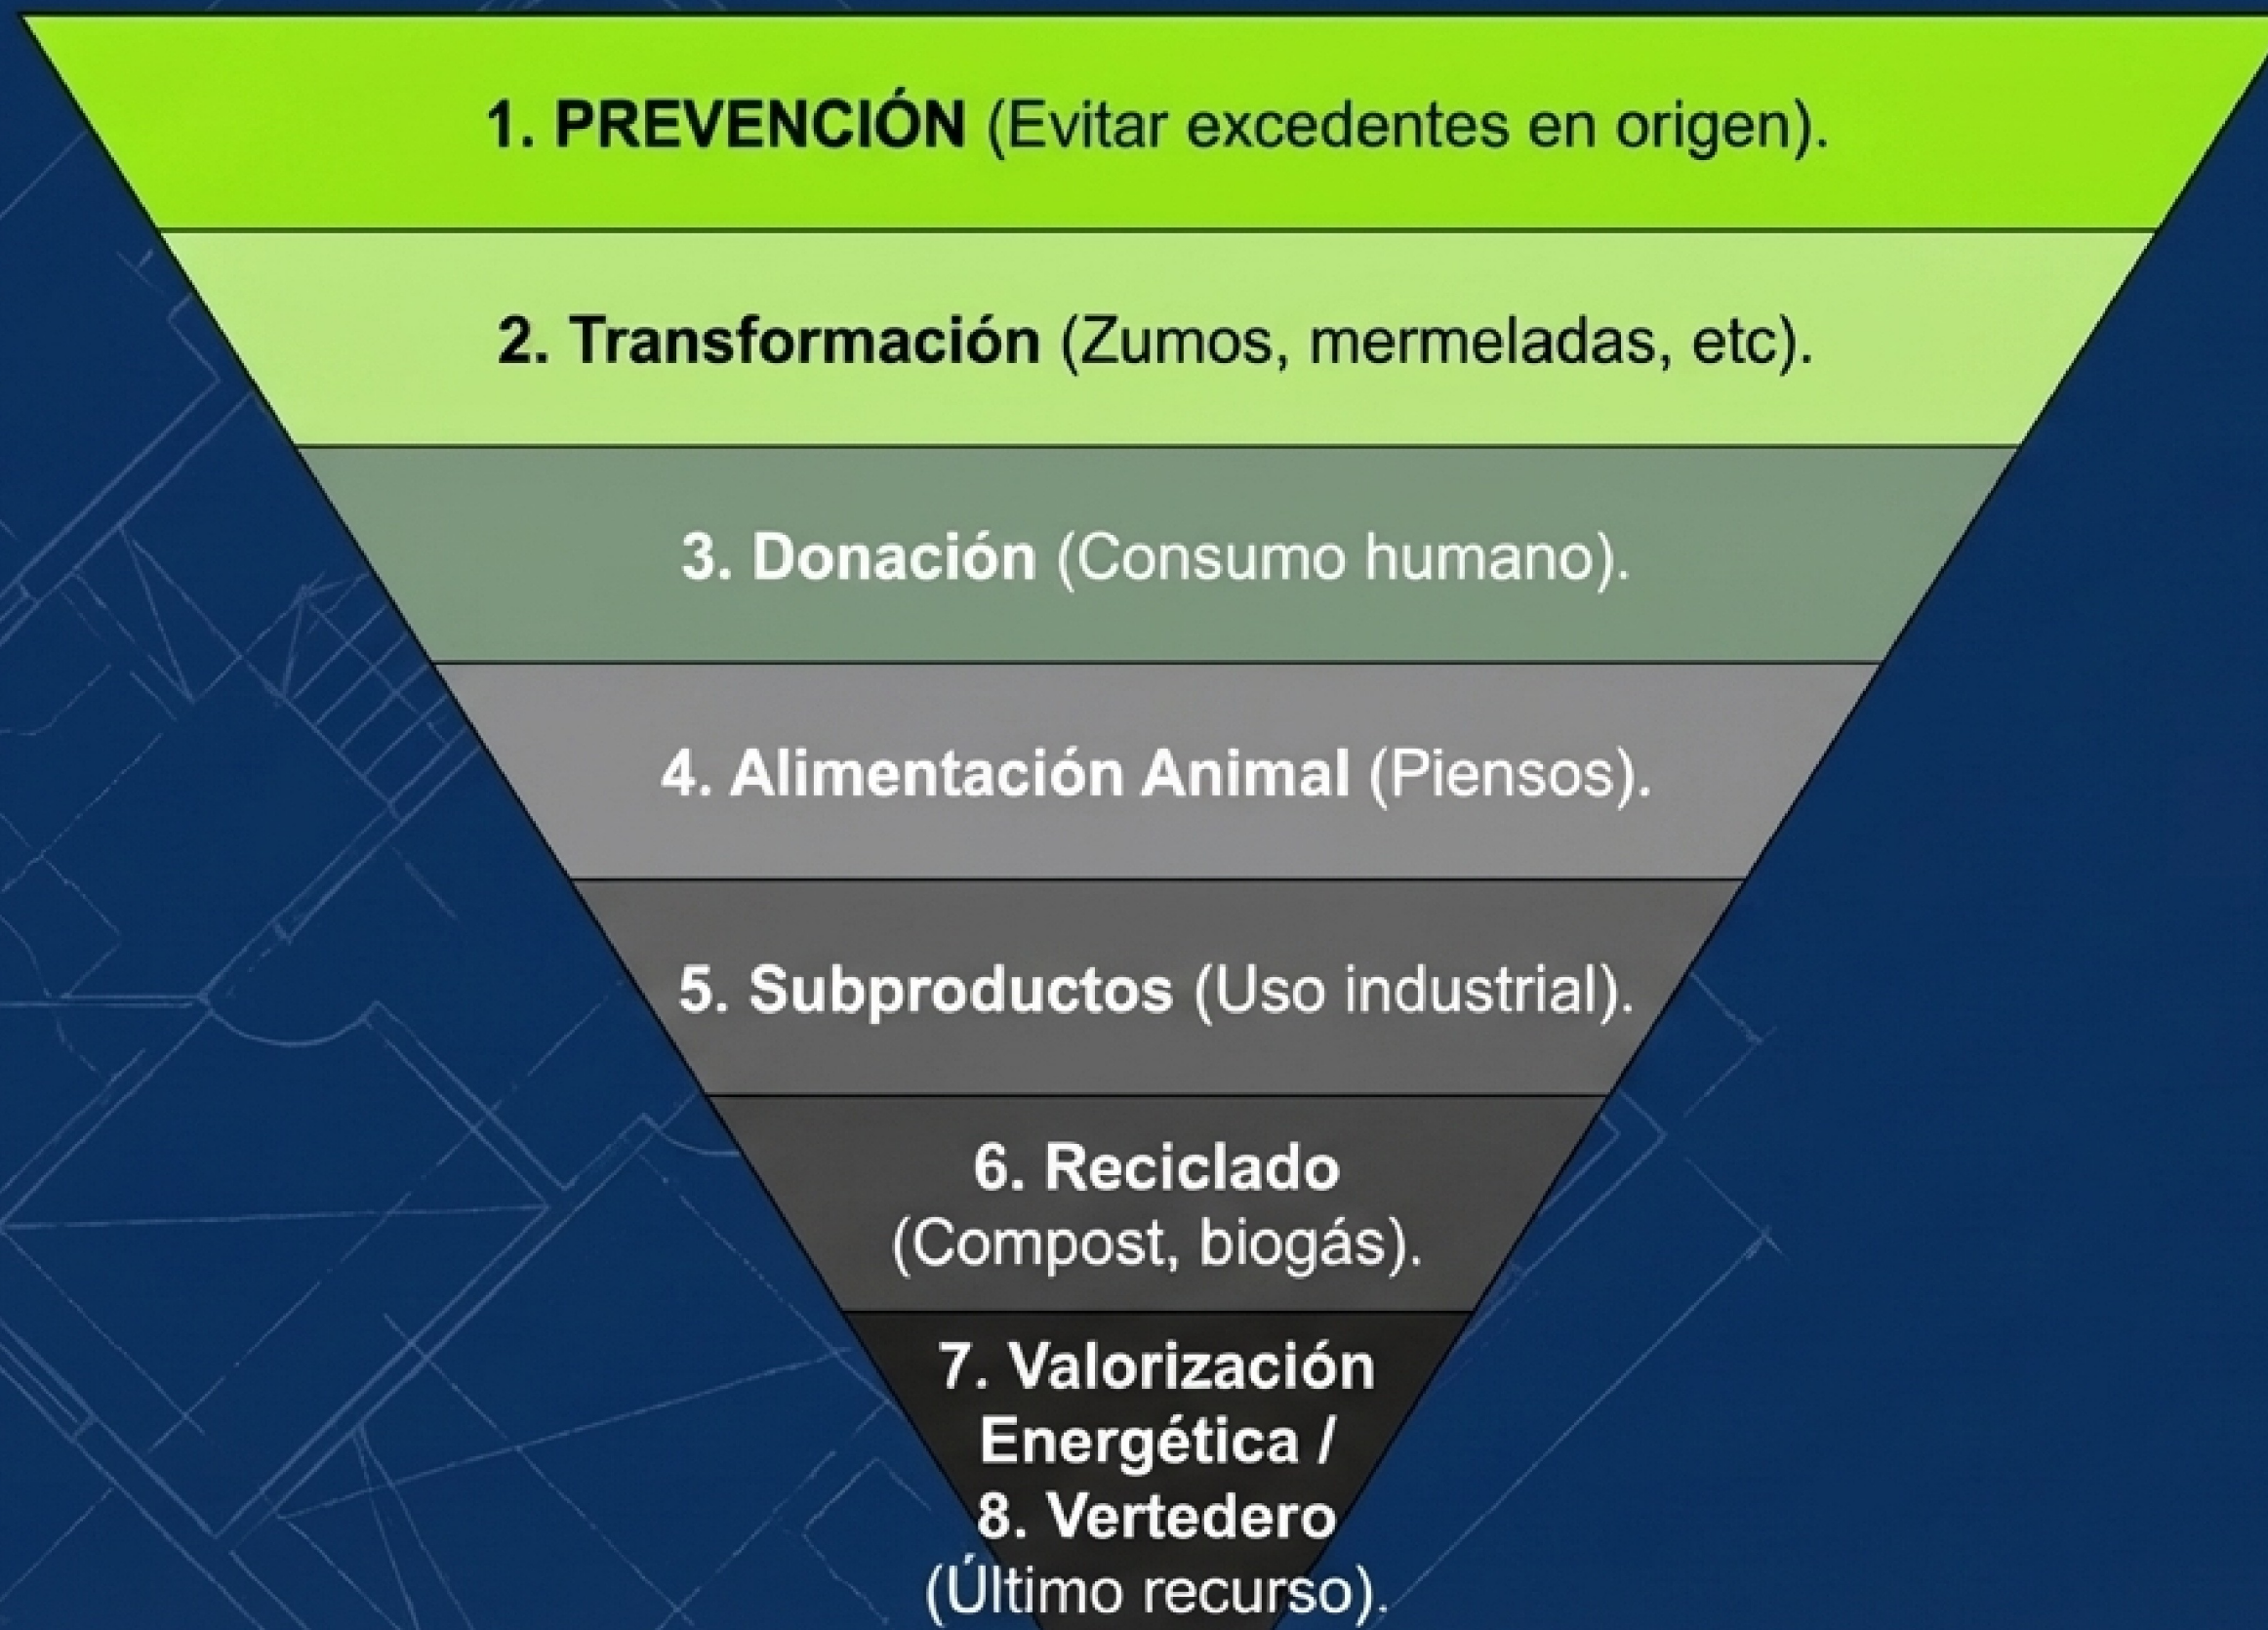 1. PREVENCIÓN (Evitar excedentes en origen).
2. Transformación (Zumos, mermeladas, etc).
3. Donación (Consumo humano).
4. Alimentación Animal (Piensos).
5. Subproductos (Uso industrial).
6. Reciclado
(Compost, biogás).
7. Valorización
Energética /
8. Vertedero
(Último recurso).